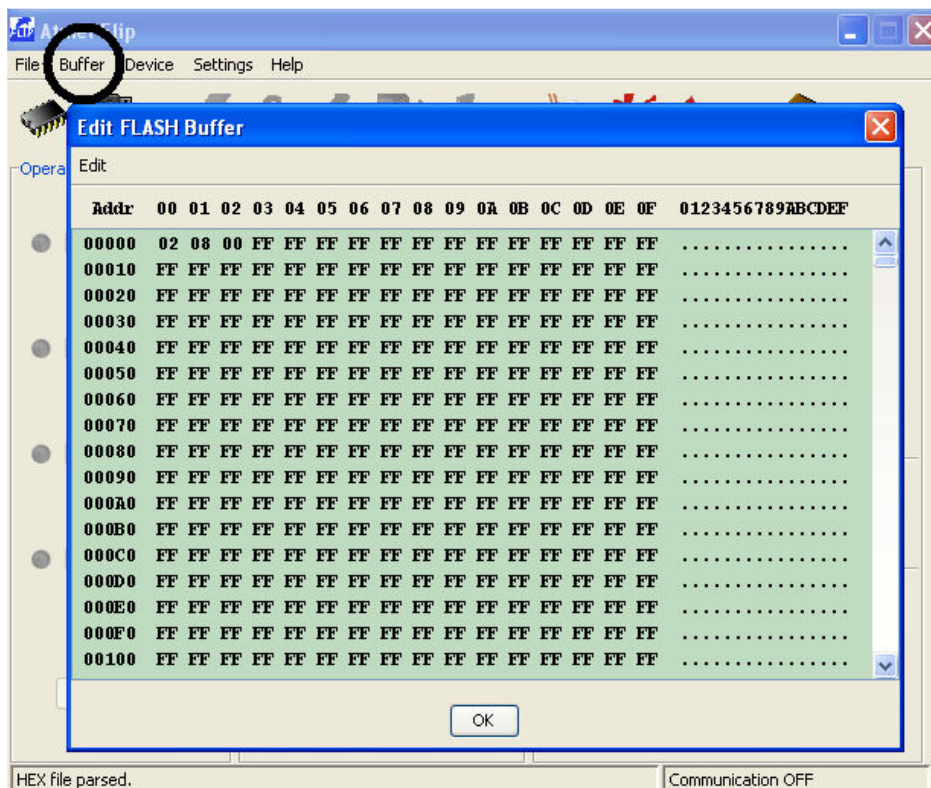 Atmel Flip
File Buffer Device Settings Help
Edit FLASH Buffer
Edit
Opera
Addr 00 01 02 03 04 05 06 07 08 09 0A 0B 0C 0D 0E 0F 0123456789ABCDEF
00000 02 08 00 FF FF FF FF FF FF FF FF FF FF FF FF FF ................
00010 FF FF FF FF FF FF FF FF FF FF FF FF FF FF FF FF ................
00020 FF FF FF FF FF FF FF FF FF FF FF FF FF FF FF FF ................
00030 FF FF FF FF FF FF FF FF FF FF FF FF FF FF FF FF ................
00040 FF FF FF FF FF FF FF FF FF FF FF FF FF FF FF FF ................
00050 FF FF FF FF FF FF FF FF FF FF FF FF FF FF FF FF ................
00060 FF FF FF FF FF FF FF FF FF FF FF FF FF FF FF FF ................
00070 FF FF FF FF FF FF FF FF FF FF FF FF FF FF FF FF ................
00080 FF FF FF FF FF FF FF FF FF FF FF FF FF FF FF FF ................
00090 FF FF FF FF FF FF FF FF FF FF FF FF FF FF FF FF ................
000A0 FF FF FF FF FF FF FF FF FF FF FF FF FF FF FF FF ................
000B0 FF FF FF FF FF FF FF FF FF FF FF FF FF FF FF FF ................
000C0 FF FF FF FF FF FF FF FF FF FF FF FF FF FF FF FF ................
000D0 FF FF FF FF FF FF FF FF FF FF FF FF FF FF FF FF ................
000E0 FF FF FF FF FF FF FF FF FF FF FF FF FF FF FF FF ................
000F0 FF FF FF FF FF FF FF FF FF FF FF FF FF FF FF FF ................
00100 FF FF FF FF FF FF FF FF FF FF FF FF FF FF FF FF ................
OK
HEX file parsed. Communication OFF